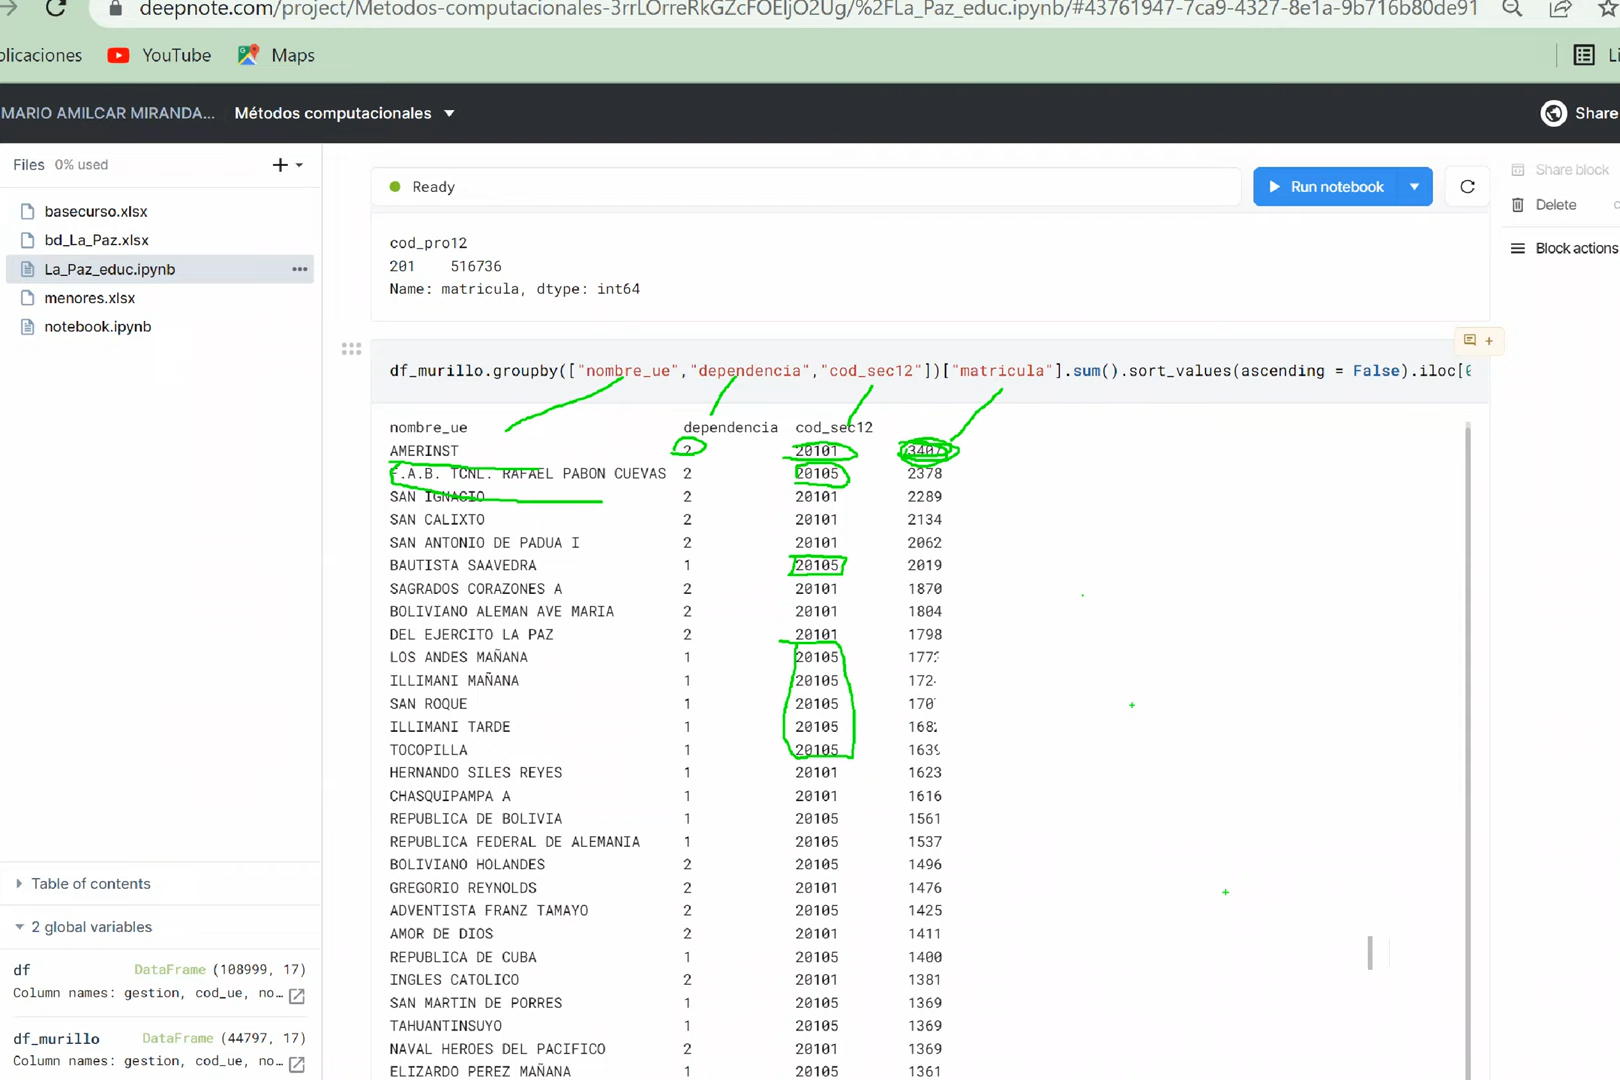 deepnote.com/project/Metodos-computacionales-3rrLOrreRkGZcFOEljO2Ug/%2FLa_Paz_educ.ipynb/#43761947-7ca9-4327-8e1a-9b716b80de91
plicaciones YouTube Maps Li
MARIO AMILCAR MIRANDA... Métodos computacionales Share
Files 0% used
basecurso.xlsx
bd_La_Paz.xlsx
La_Paz_educ.ipynb
menores.xlsx
notebook.ipynb
Table of contents
2 global variables
df DataFrame (108999, 17)
Column names: gestion, cod_ue, no...
df_murillo DataFrame (44797, 17)
Column names: gestion, cod_ue, no...
Ready Run notebook
cod_pro12
201 516736
Name: matricula, dtype: int64
df_murillo.groupby(["nombre_ue","dependencia","cod_sec12"])["matricula"].sum().sort_values(ascending = False).iloc[0
nombre_ue dependencia cod_sec12
AMERINST 2 20101 3407
F.A.B. TCNL. RAFAEL PABON CUEVAS 2 20105 2378
SAN IGNACIO 2 20101 2289
SAN CALIXTO 2 20101 2134
SAN ANTONIO DE PADUA I 2 20101 2062
BAUTISTA SAAVEDRA 1 20105 2019
SAGRADOS CORAZONES A 2 20101 1870
BOLIVIANO ALEMAN AVE MARIA 2 20101 1804
DEL EJERCITO LA PAZ 2 20101 1798
LOS ANDES MAÑANA 1 20105
ILLIMANI MAÑANA 1 20105
SAN ROQUE 1 20105
ILLIMANI TARDE 1 20105
TOCOPILLA 1 20105 1639
HERNANDO SILES REYES 1 20101 1623
CHASQUIPAMPA A 1 20101 1616
REPUBLICA DE BOLIVIA 1 20105 1561
REPUBLICA FEDERAL DE ALEMANIA 1 20105 1537
BOLIVIANO HOLANDES 2 20105 1496
GREGORIO REYNOLDS 2 20101 1476
ADVENTISTA FRANZ TAMAYO 2 20105 1425
AMOR DE DIOS 2 20101 1411
REPUBLICA DE CUBA 1 20105 1400
INGLES CATOLICO 2 20101 1381
SAN MARTIN DE PORRES 1 20105 1369
TAHUANTINSUYO 1 20105 1369
NAVAL HEROES DEL PACIFICO 2 20101 1369
ELIZARDO PEREZ MAÑANA 1 20105 1361
Share block
Delete
Block actions